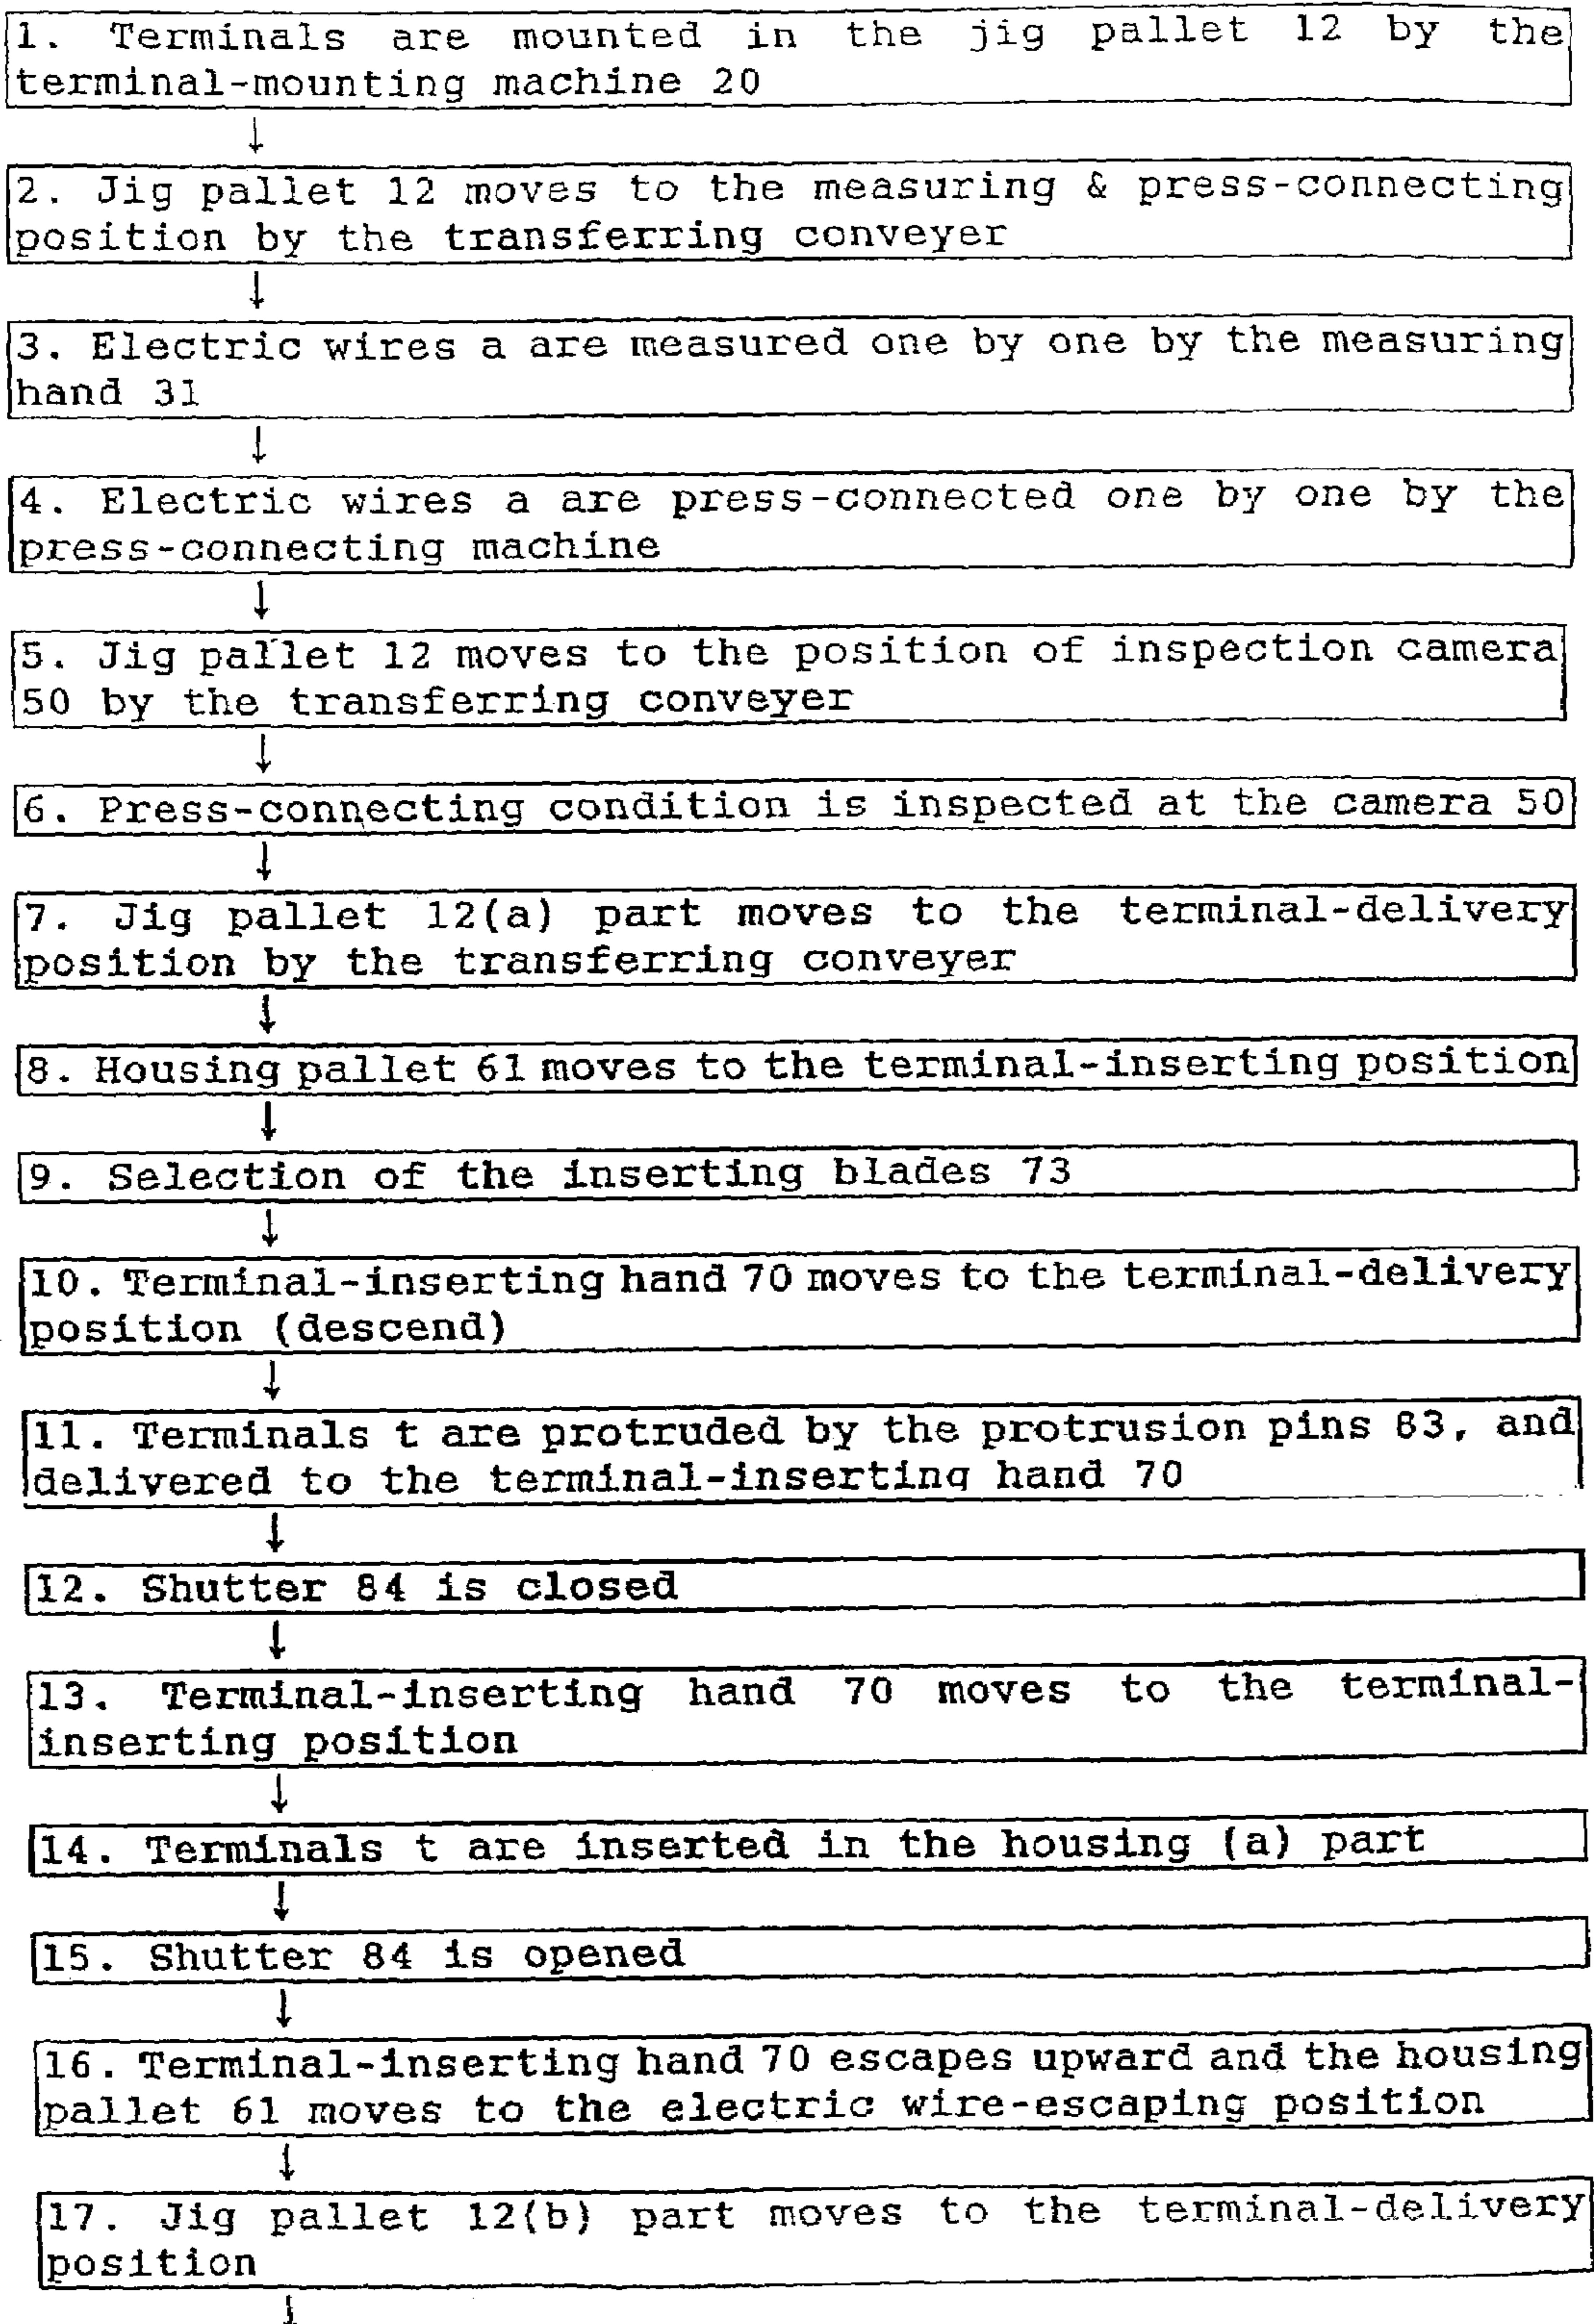 1. Terminals are mounted in the jig pallet 12 by the
terminal-mounting machine 20
↓
2. Jig pallet 12 moves to the measuring & press-connecting
position by the transferring conveyer
↓
3. Electric wires a are measured one by one by the measuring
hand 31
↓
4. Electric wires a are press-connected one by one by the
press-connecting machine
↓
5. Jig pallet 12 moves to the position of inspection camera
50 by the transferring conveyer
↓
6. Press-connecting condition is inspected at the camera 50
↓
7. Jig pallet 12(a) part moves to the terminal-delivery
position by the transferring conveyer
↓
8. Housing pallet 61 moves to the terminal-inserting position
↓
9. Selection of the inserting blades 73
↓
10. Terminal-inserting hand 70 moves to the terminal-delivery
position (descend)
↓
11. Terminals t are protruded by the protrusion pins 83, and
delivered to the terminal-inserting hand 70
↓
12. Shutter 84 is closed
↓
13. Terminal-inserting hand 70 moves to the terminal-
inserting position
↓
14. Terminals t are inserted in the housing (a) part
↓
15. Shutter 84 is opened
↓
16. Terminal-inserting hand 70 escapes upward and the housing
pallet 61 moves to the electric wire-escaping position
↓
17. Jig pallet 12(b) part moves to the terminal-delivery
position
↓